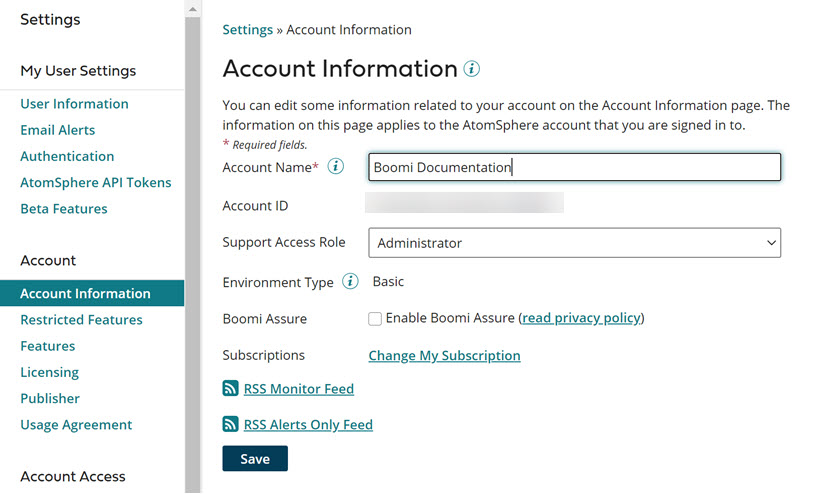 Settings
My User Settings
User Information
Email Alerts
Authentication
AtomSphere API Tokens
Beta Features
Account
Account Information
Restricted Features
Features
Licensing
Publisher
Usage Agreement
Account Access
Settings » Account Information
Account Information
You can edit some information related to your account on the Account Information page. The
information on this page applies to the AtomSphere account that you are signed in to.
* Required fields.
Account Name* Boomi Documentation
Account ID
Support Access Role Administrator
Environment Type Basic
Boomi Assure Enable Boomi Assure (read privacy policy)
Subscriptions Change My Subscription
RSS Monitor Feed
RSS Alerts Only Feed
Save